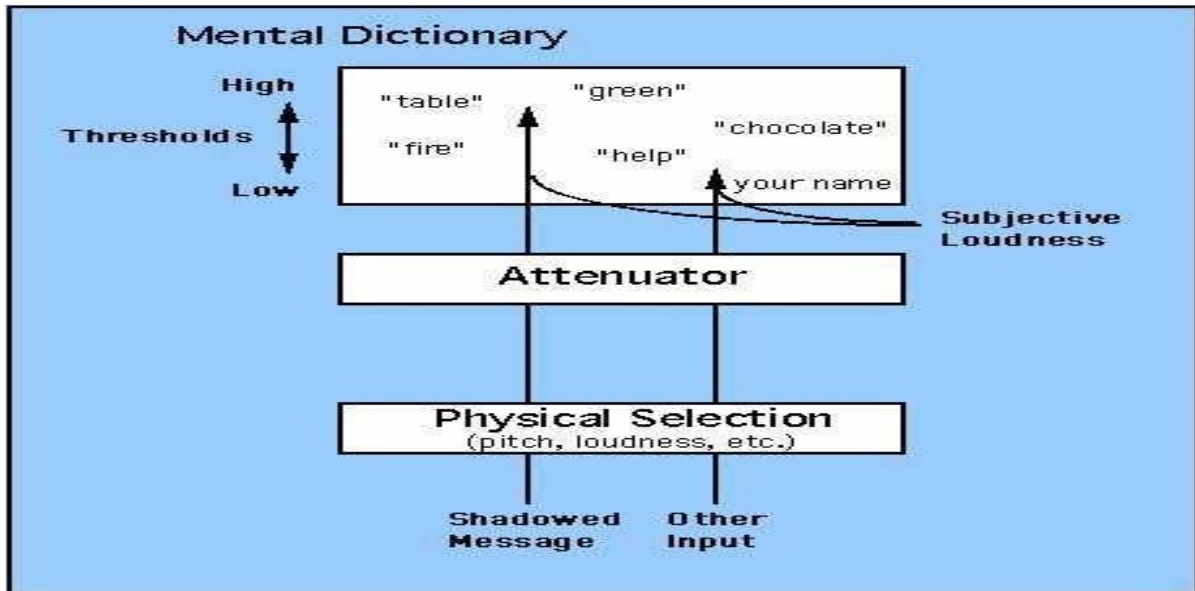 Mental Dictionary
High
Thresholds
Low
"table"
"green"
"chocolate"
"fire"
"help"
your name
Subjective
Loudness
Attenuator
Physical Selection
(pitch, loudness, etc.)
Shadowed
Message
Other
Input